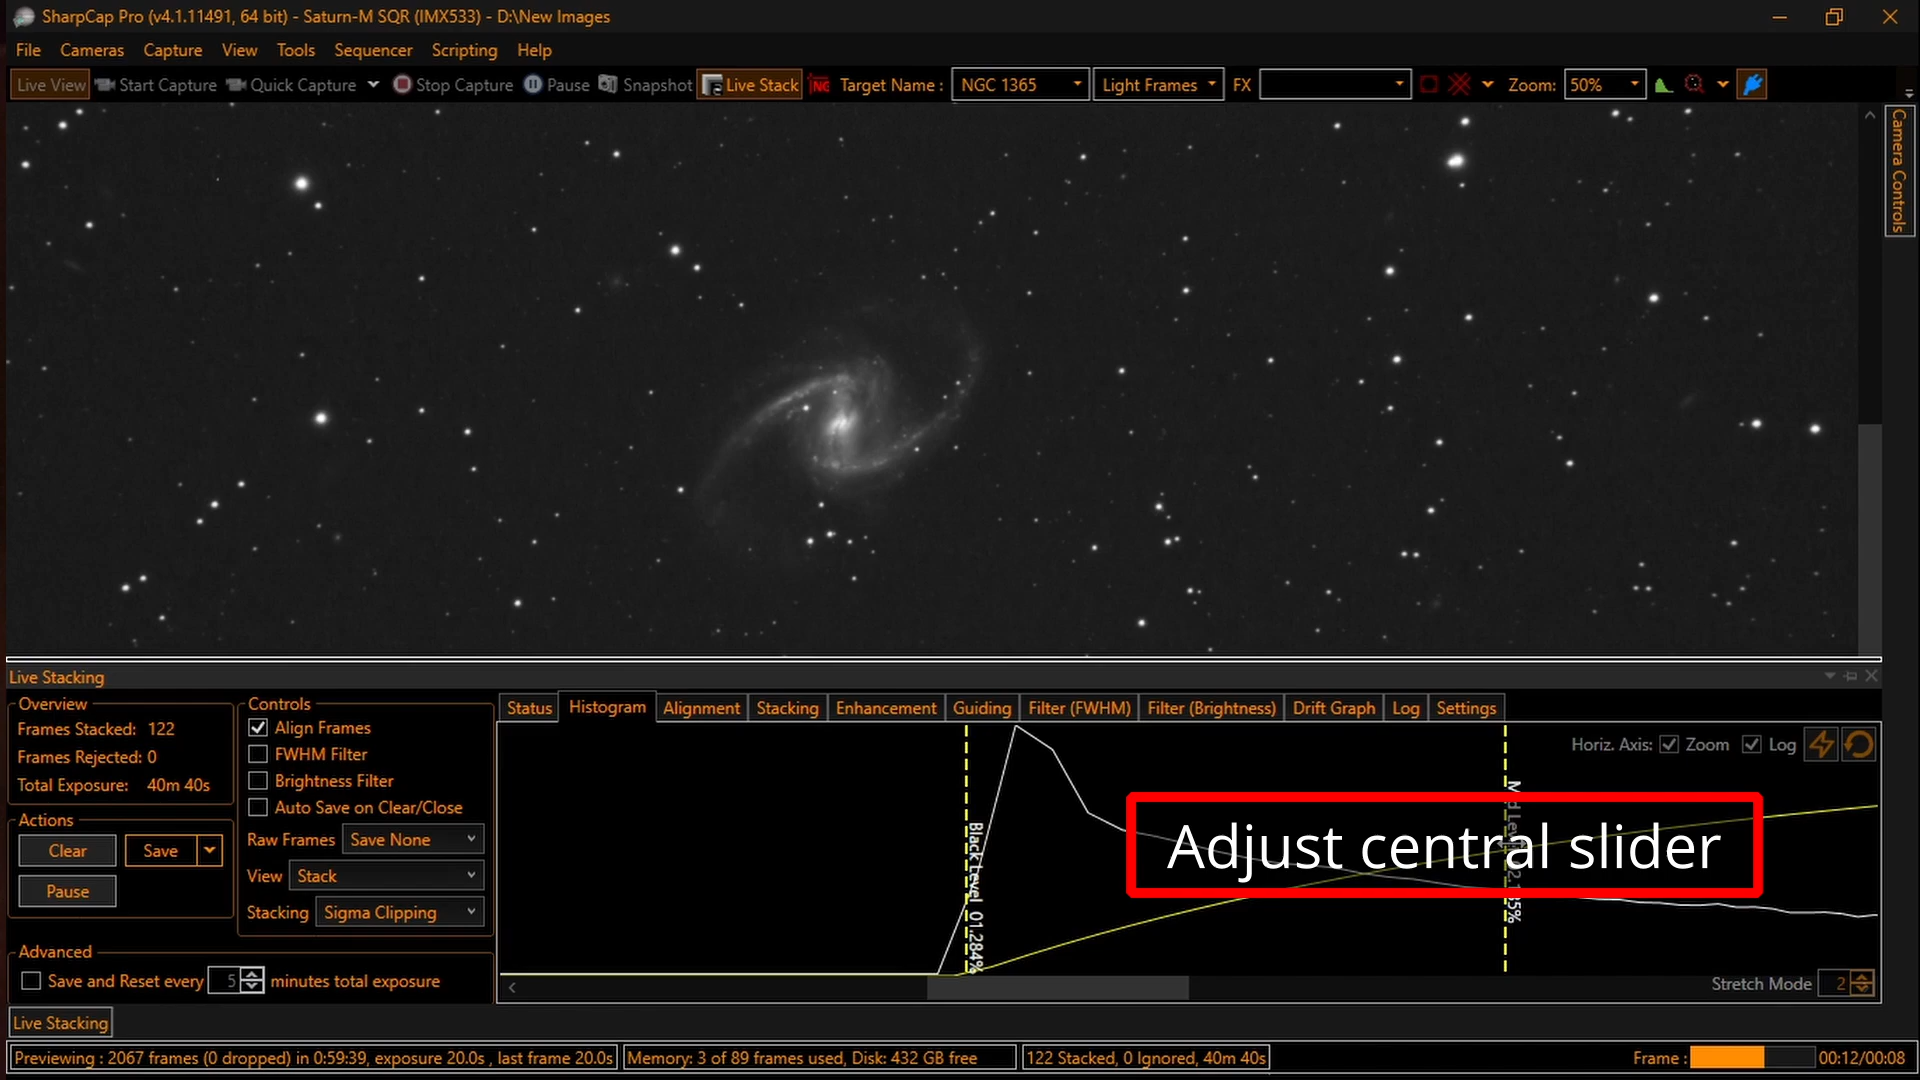 SharpCap Pro (v4.1.11491, 64 bit) - Saturn-M SQR (IMX533) - D:\New Images
File Cameras Capture View Tools Sequencer Scripting Help
Live View Start Capture Quick Capture Stop Capture Pause Snapshot Live Stack NC Target Name : NGC 1365 Light Frames FX Zoom: 50%
Camera Controls
Live Stacking
Overview
Frames Stacked: 122
Frames Rejected: 0
Total Exposure: 40m 40s
Actions
Clear Save
Pause
Controls
Align Frames
FWHM Filter
Brightness Filter
Auto Save on Clear/Close
Raw Frames Save None
View Stack
Stacking Sigma Clipping
Advanced
Save and Reset every 5 minutes total exposure
Status Histogram Alignment Stacking Enhancement Guiding Filter (FWHM) Filter (Brightness) Drift Graph Log Settings
Horiz. Axis: Zoom Log
Black Level 01.284%
Adjust central slider
Stretch Mode 2
Live Stacking
Previewing : 2067 frames (0 dropped) in 0:59:39, exposure 20.0s , last frame 20.0s
Memory: 3 of 89 frames used, Disk: 432 GB free
122 Stacked, 0 Ignored, 40m 40s
Frame : 00:12/00:08